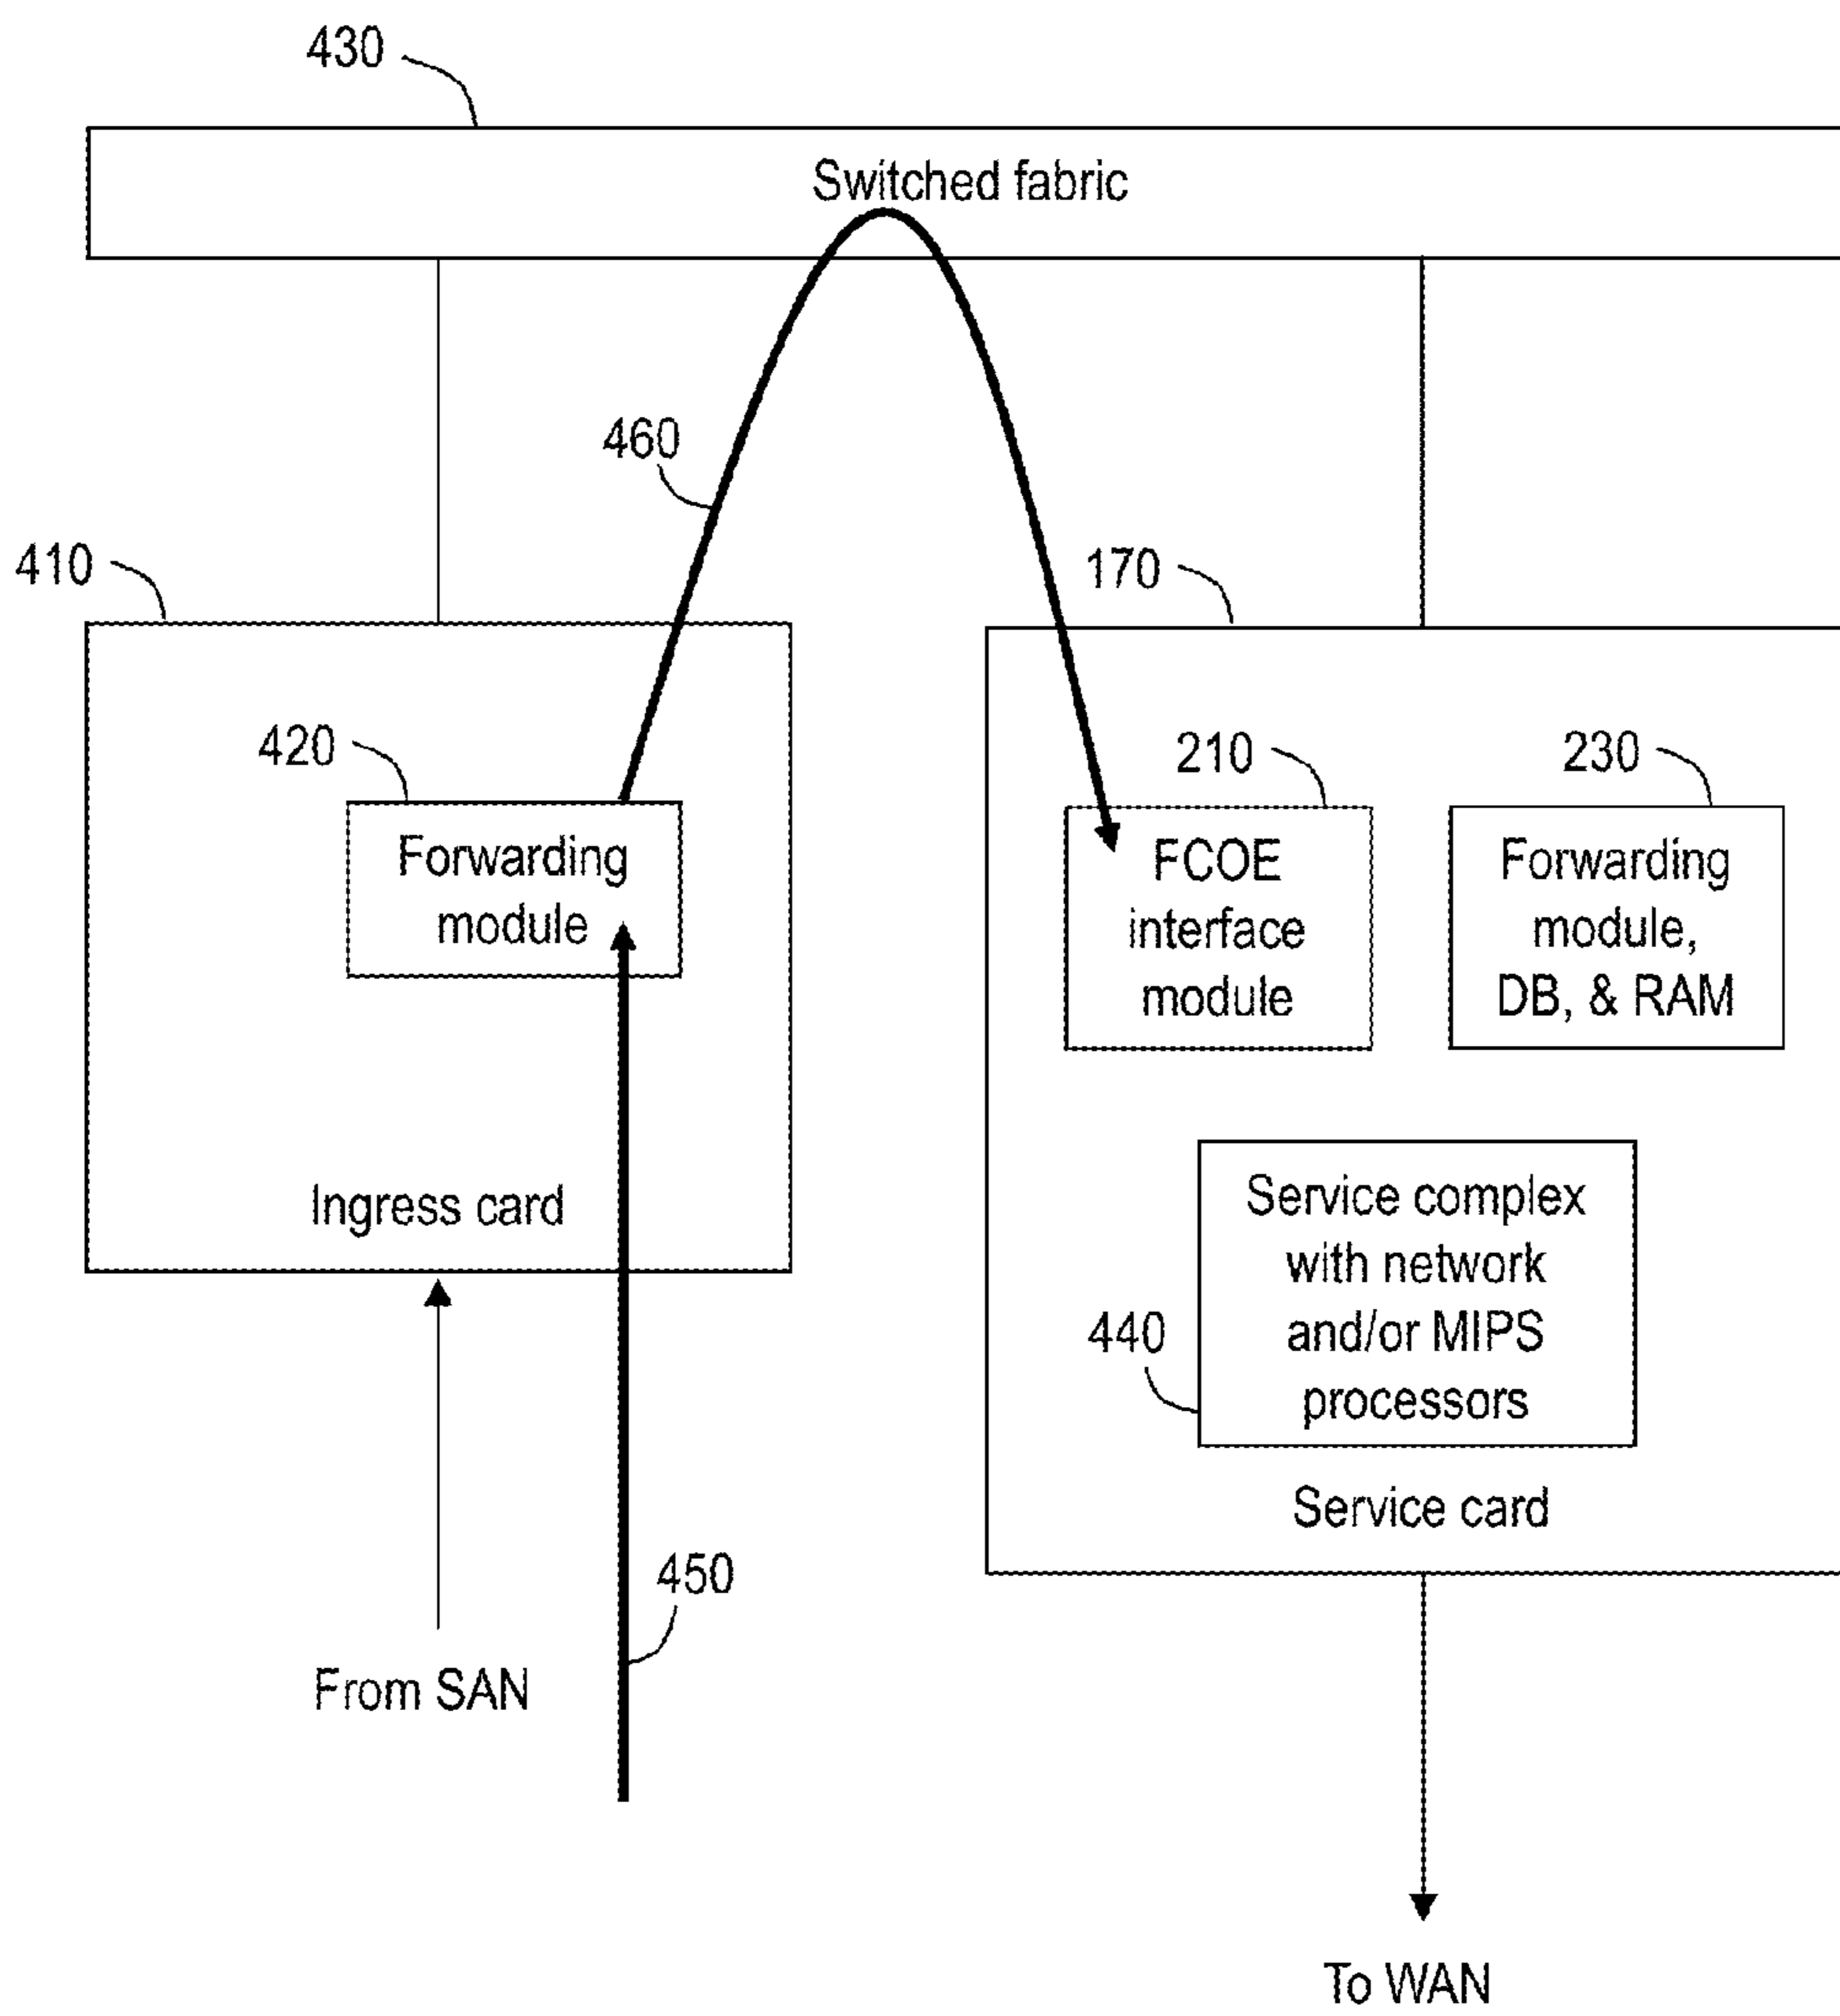 430
Switched fabric
460
410
170
420
210
230
Forwarding
module
FCOE
interface
module
Forwarding
module,
DB, & RAM
Ingress card
Service complex
with network
and/or MIPS
processors
440
Service card
450
From SAN
To WAN